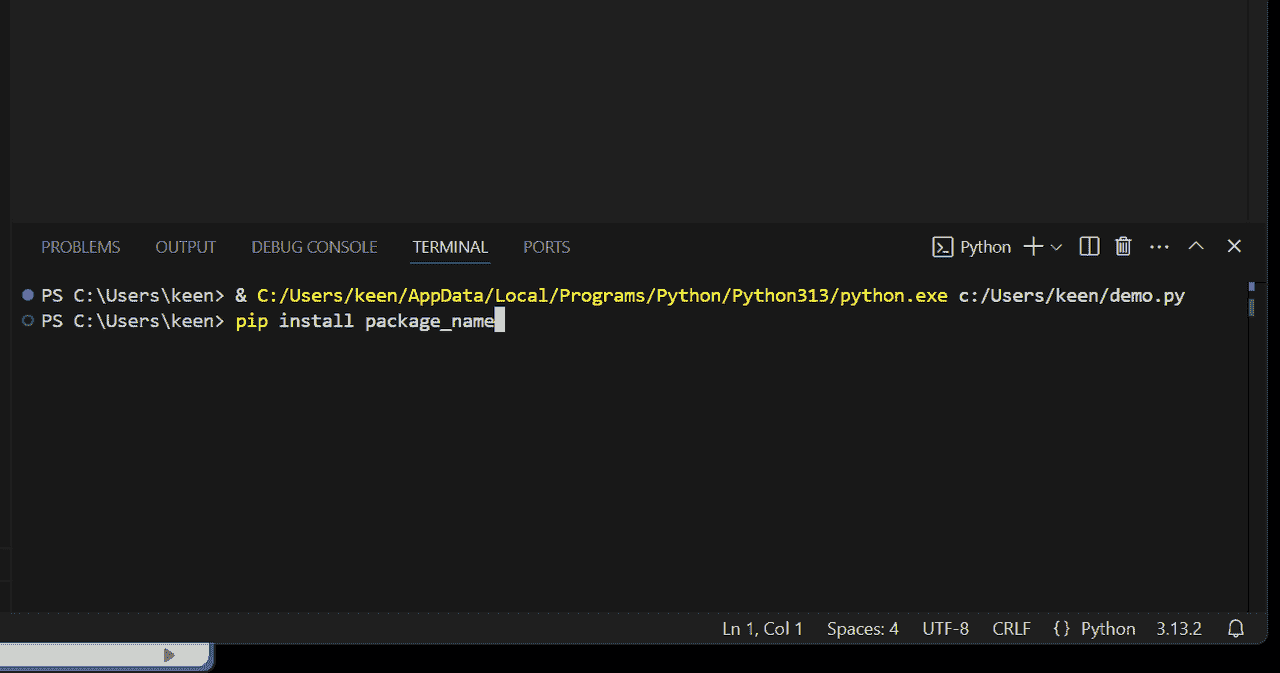 PROBLEMS OUTPUT DEBUG CONSOLE TERMINAL PORTS Python
PS C:\Users\keen> & C:/Users/keen/AppData/Local/Programs/Python/Python313/python.exe c:/Users/keen/demo.py
PS C:\Users\keen> pip install package_name
Ln 1, Col 1 Spaces: 4 UTF-8 CRLF {} Python 3.13.2